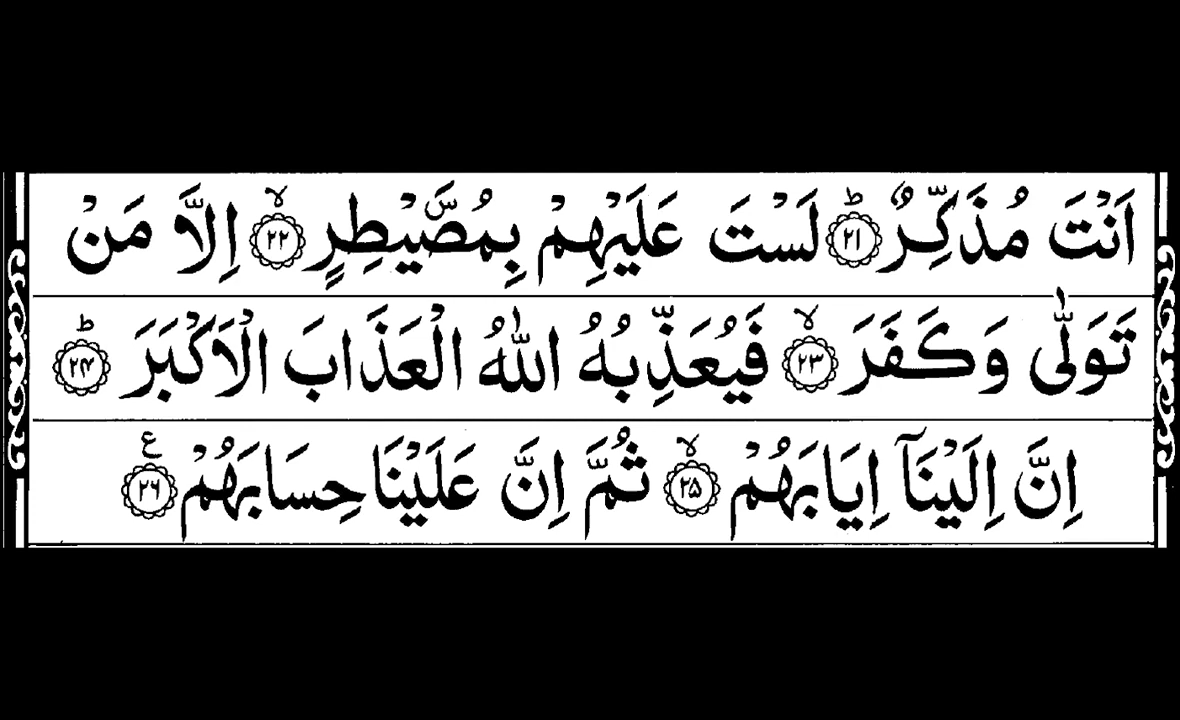 اَنْتَ مُذَكِّرٌ ؕ۝۲۱ لَسْتَ عَلَيْهِمْ بِمُصَۜيْطِرٍ ۙ۝۲۲ اِلَّا مَنْ
تَوَلّٰى وَكَفَرَ ۙ۝۲۳ فَيُعَذِّبُهُ اللّٰهُ الْعَذَابَ الْاَكْبَرَ ؕ۝۲۴
اِنَّ اِلَيْنَاۤ اِيَابَهُمْ ۙ۝۲۵ ثُمَّ اِنَّ عَلَيْنَا حِسَابَهُمْ ۝۲۶ ع